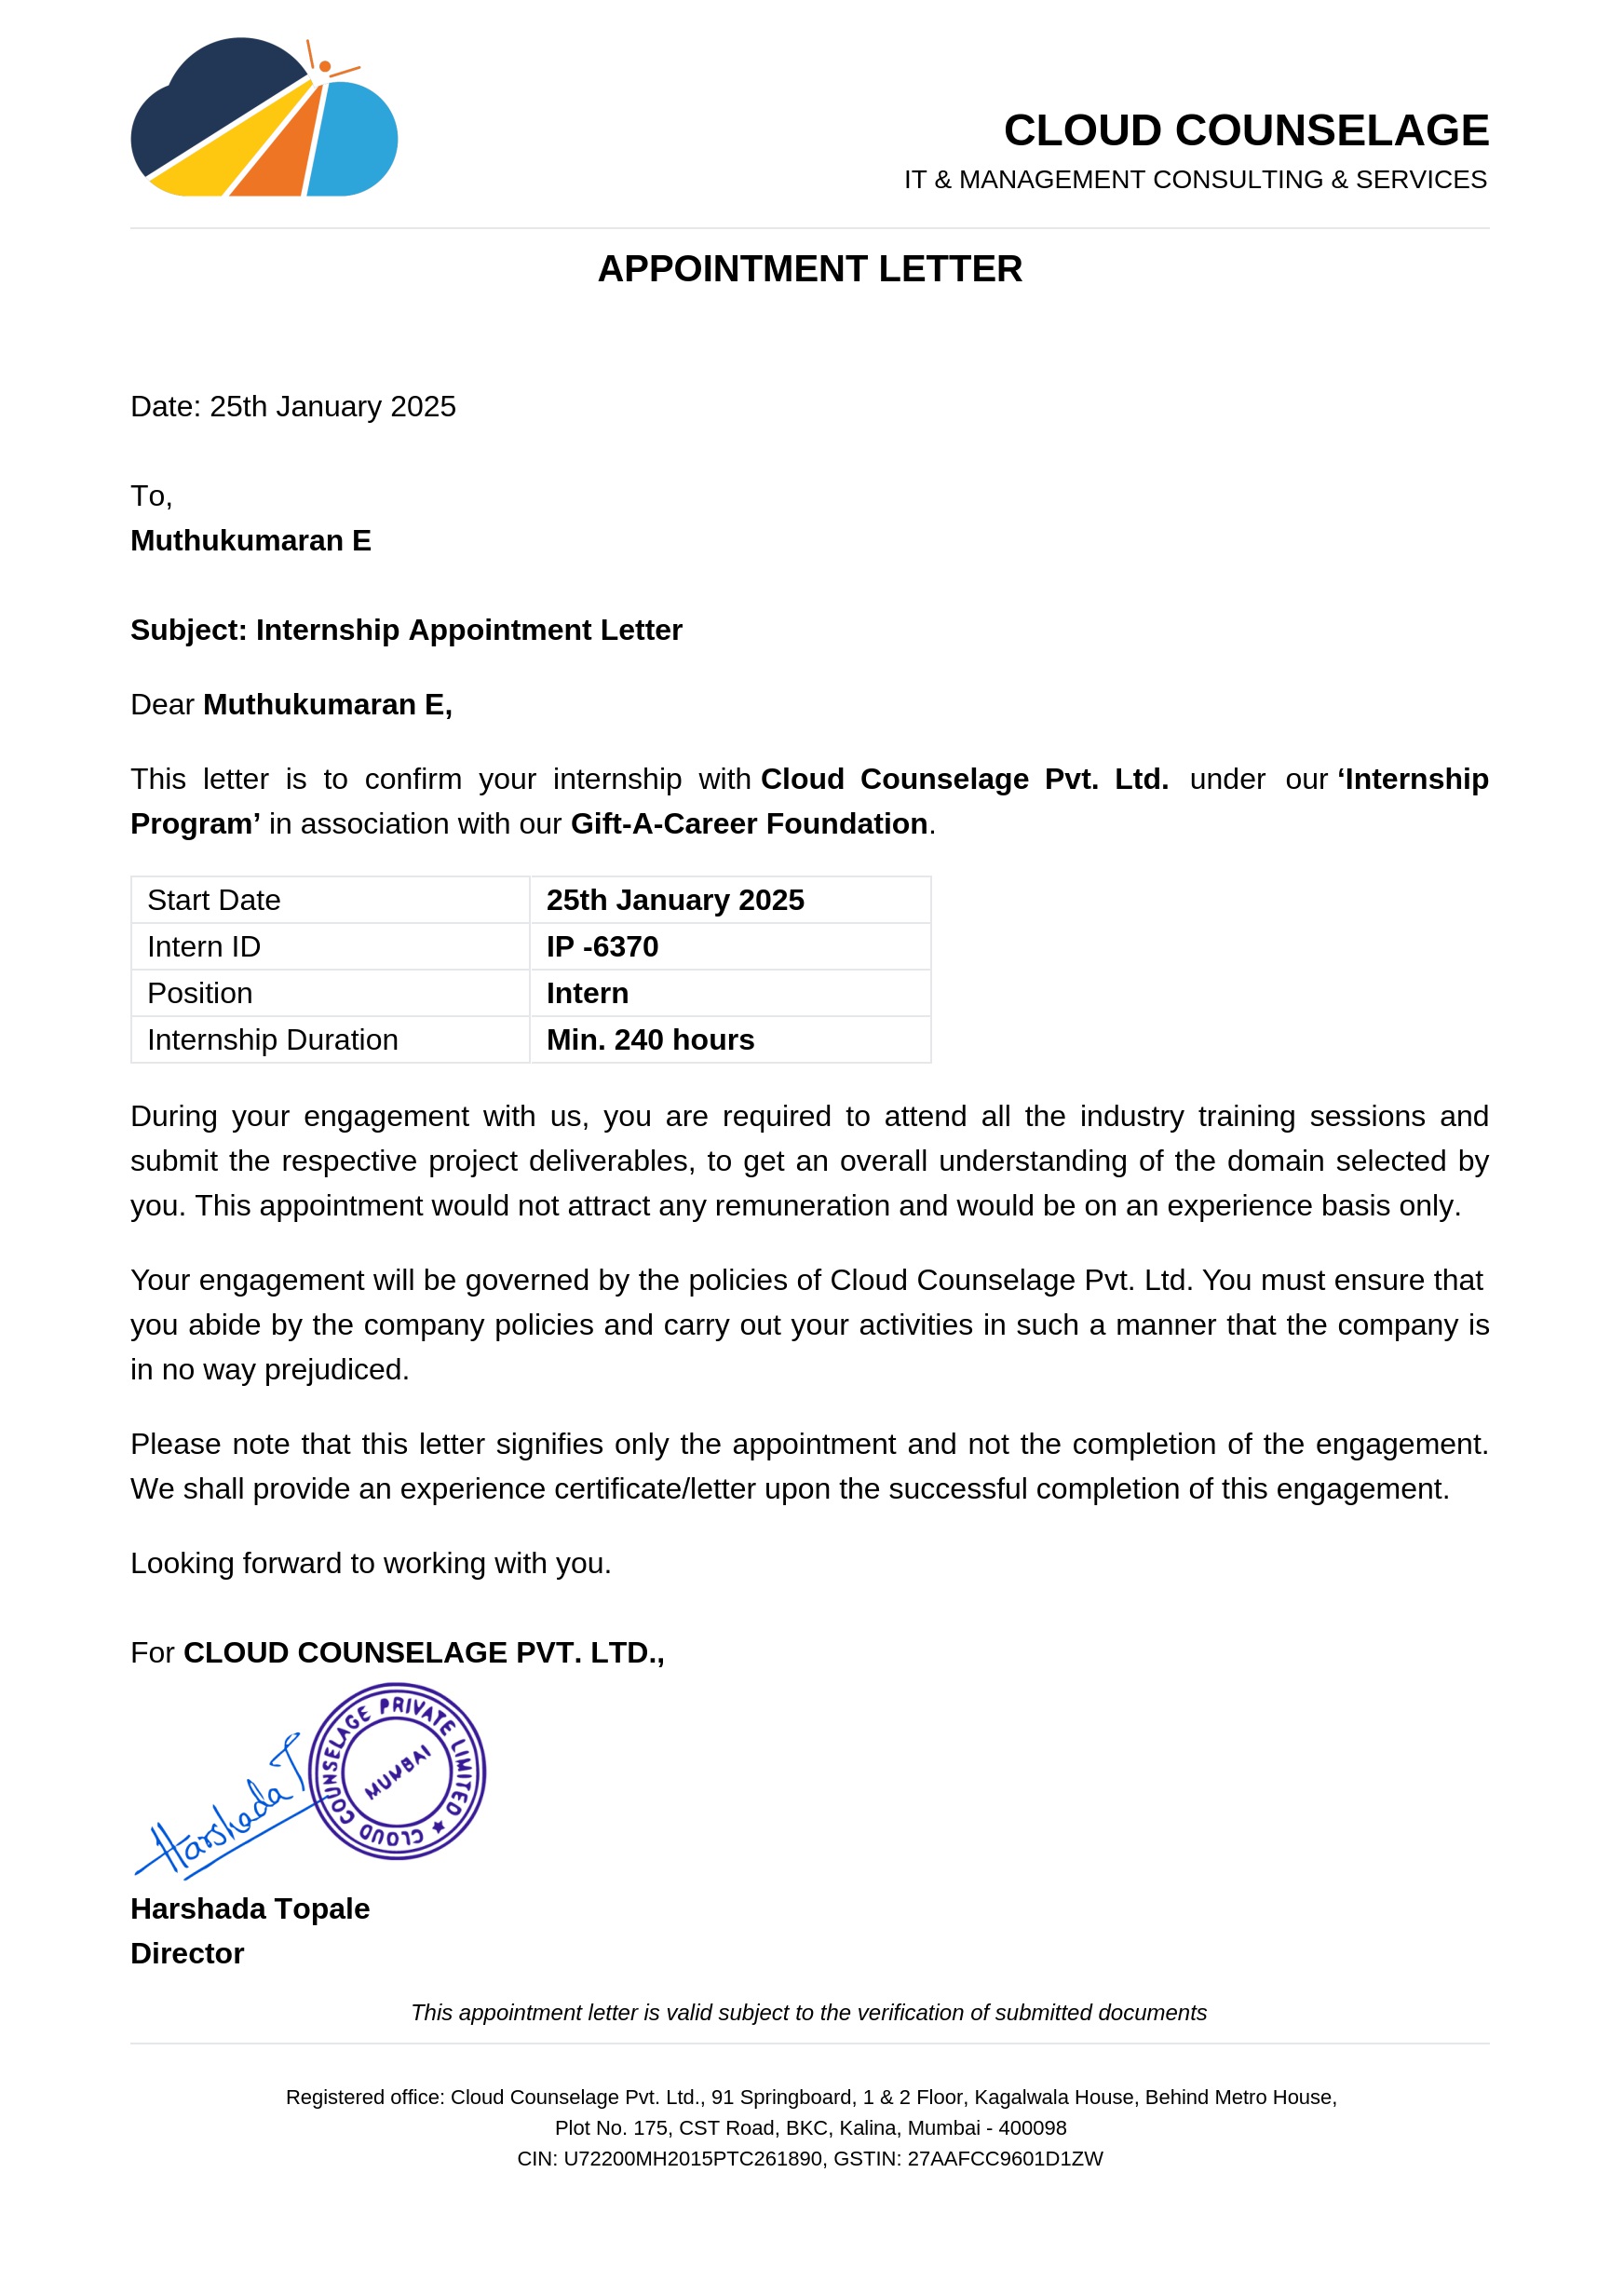 CLOUD COUNSELAGE
IT & MANAGEMENT CONSULTING & SERVICES
APPOINTMENT LETTER
Date: 25th January 2025
To,
Muthukumaran E
Subject: Internship Appointment Letter
Dear Muthukumaran E,
This letter is to confirm your internship with Cloud Counselage Pvt. Ltd. under our ‘Internship
Program’ in association with our Gift-A-Career Foundation.
Start Date 25th January 2025
Intern ID IP -6370
Position Intern
Internship Duration Min. 240 hours
During your engagement with us, you are required to attend all the industry training sessions and
submit the respective project deliverables, to get an overall understanding of the domain selected by
you. This appointment would not attract any remuneration and would be on an experience basis only.
Your engagement will be governed by the policies of Cloud Counselage Pvt. Ltd. You must ensure that
you abide by the company policies and carry out your activities in such a manner that the company is
in no way prejudiced.
Please note that this letter signifies only the appointment and not the completion of the engagement.
We shall provide an experience certificate/letter upon the successful completion of this engagement.
Looking forward to working with you.
For CLOUD COUNSELAGE PVT. LTD.,
Harshada T
CLOUD COUNSELAGE PRIVATE LIMITED ★
MUMBAI
Harshada Topale
Director
This appointment letter is valid subject to the verification of submitted documents
Registered office: Cloud Counselage Pvt. Ltd., 91 Springboard, 1 & 2 Floor, Kagalwala House, Behind Metro House,
Plot No. 175, CST Road, BKC, Kalina, Mumbai - 400098
CIN: U72200MH2015PTC261890, GSTIN: 27AAFCC9601D1ZW